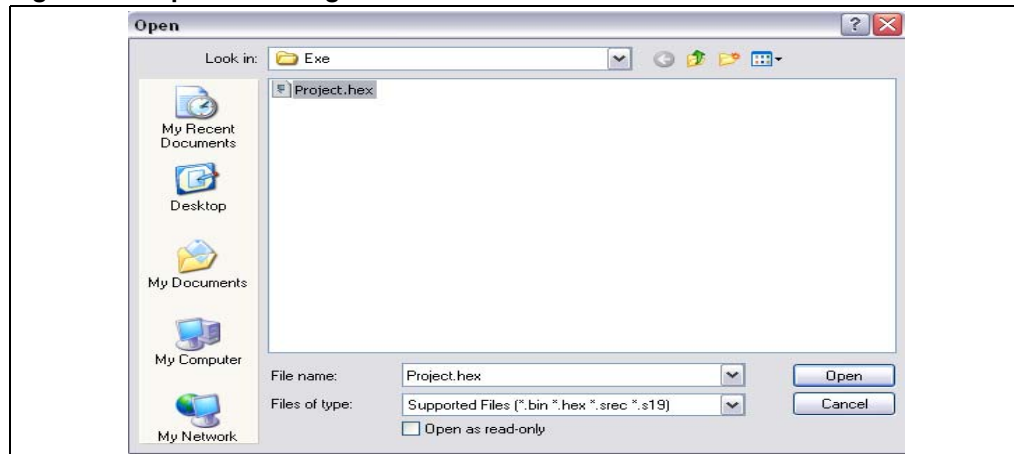 Open
Look in:
Exe
Project.hex
My Recent
Documents
Desktop
My Documents
My Computer
My Network
File name:
Project.hex
Open
Files of type:
Supported Files (*.bin *.hex *.srec *.s19)
Cancel
Open as read-only